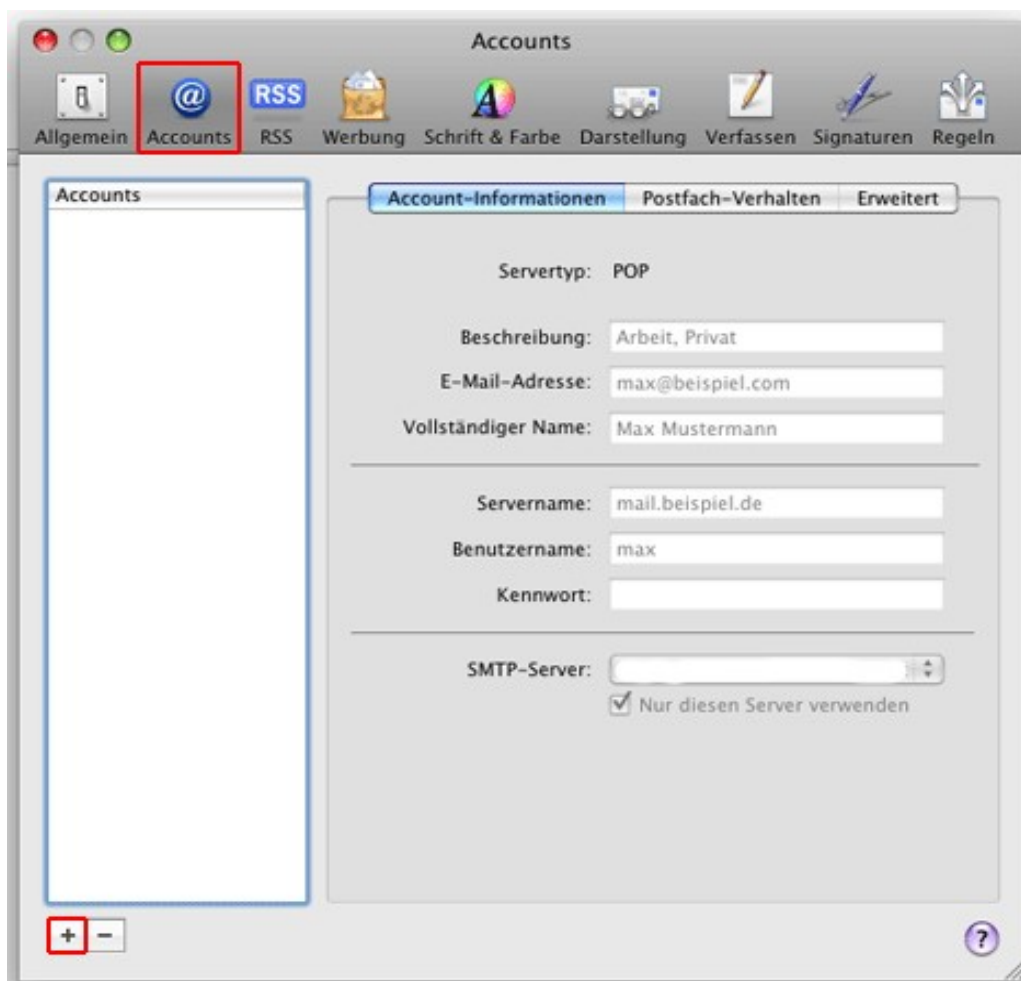 Accounts
RSS
Allgemein Accounts RSS Werbung Schrift & Farbe Darstellung Verfassen Signaturen Regeln
Accounts
Account-Informationen Postfach-Verhalten Erweitert
Servertyp: POP
Beschreibung: Arbeit, Privat
E-Mail-Adresse: max@beispiel.com
Vollständiger Name: Max Mustermann
Servername: mail.beispiel.de
Benutzername: max
Kennwort:
SMTP-Server:
Nur diesen Server verwenden
+ − ?